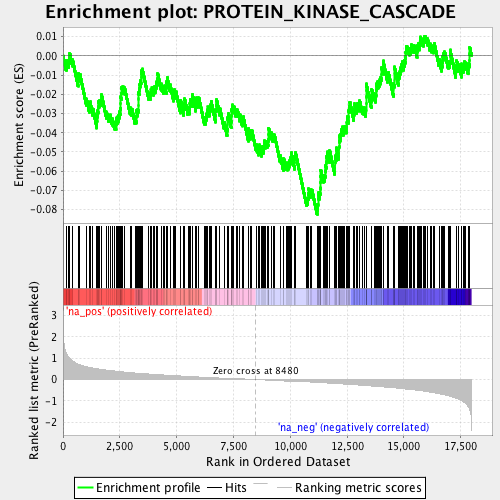 Enrichment plot: PROTEIN_KINASE_CASCADE
Enrichment score (ES)
0.01
0.00
-0.01
-0.02
-0.03
-0.04
-0.05
-0.06
-0.07
-0.08
'na_pos' (positively correlated)
Ranked list metric (PreRanked)
3
2
1
0
-1
-2
Zero cross at 8480
'na_neg' (negatively correlated)
0
2,500
5,000
7,500
10,000
12,500
15,000
17,500
Rank in Ordered Dataset
Enrichment profile
Hits
Ranking metric scores